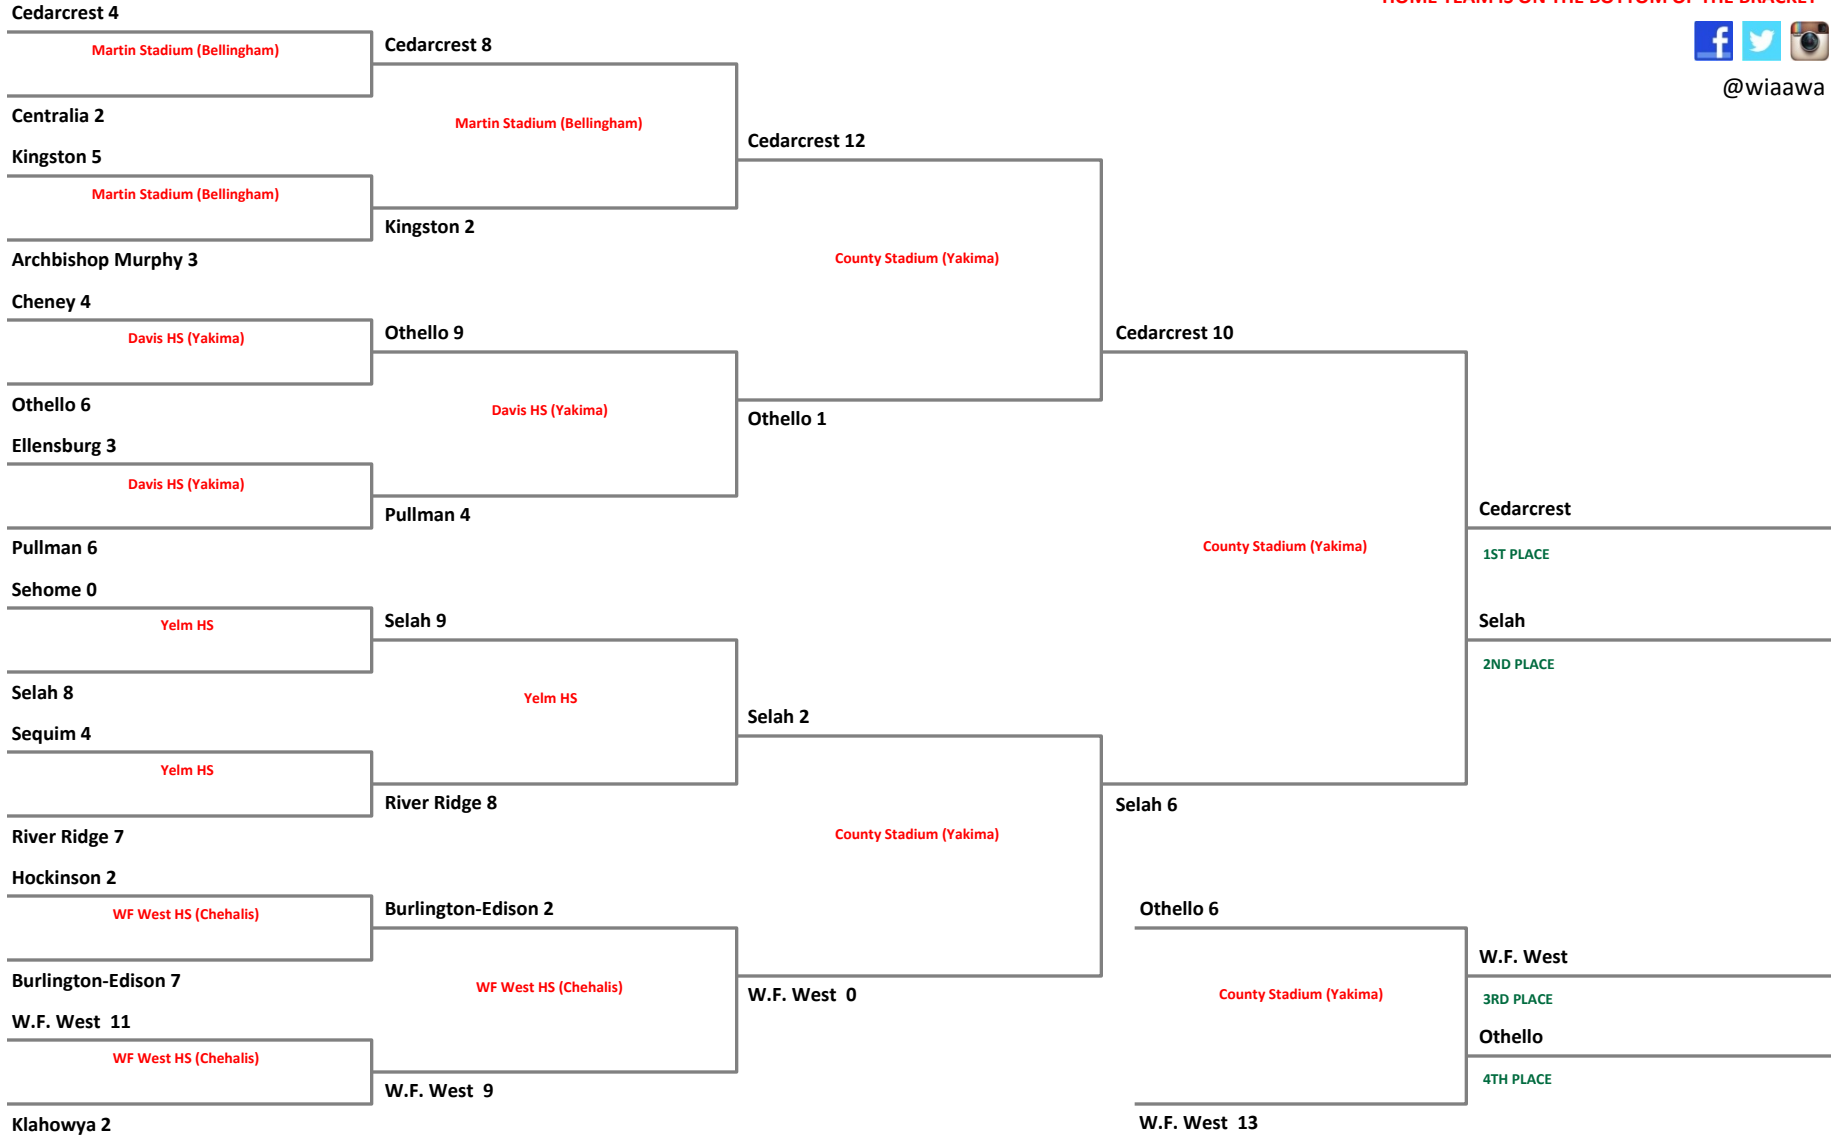 Cedarcrest 4
HOME TEAM IS ON THE BOTTOM OF THE BRACKET
Martin Stadium (Bellingham)
Cedarcrest 8
@wiaawa
Centralia 2
Martin Stadium (Bellingham)
Cedarcrest 12
Kingston 5
Martin Stadium (Bellingham)
Kingston 2
Archbishop Murphy 3
County Stadium (Yakima)
Cheney 4
Davis HS (Yakima)
Othello 9
Cedarcrest 10
Othello 6
Davis HS (Yakima)
Othello 1
Ellensburg 3
Davis HS (Yakima)
Pullman 4
Cedarcrest
Pullman 6
County Stadium (Yakima)
1ST PLACE
Sehome 0
Yelm HS
Selah 9
Selah
2ND PLACE
Selah 8
Yelm HS
Selah 2
Sequim 4
Yelm HS
River Ridge 8
Selah 6
River Ridge 7
County Stadium (Yakima)
Hockinson 2
WF West HS (Chehalis)
Burlington-Edison 2
Othello 6
W.F. West
Burlington-Edison 7
WF West HS (Chehalis)
W.F. West  0
County Stadium (Yakima)
3RD PLACE
W.F. West  11
Othello
WF West HS (Chehalis)
4TH PLACE
W.F. West  9
Klahowya 2
W.F. West  13